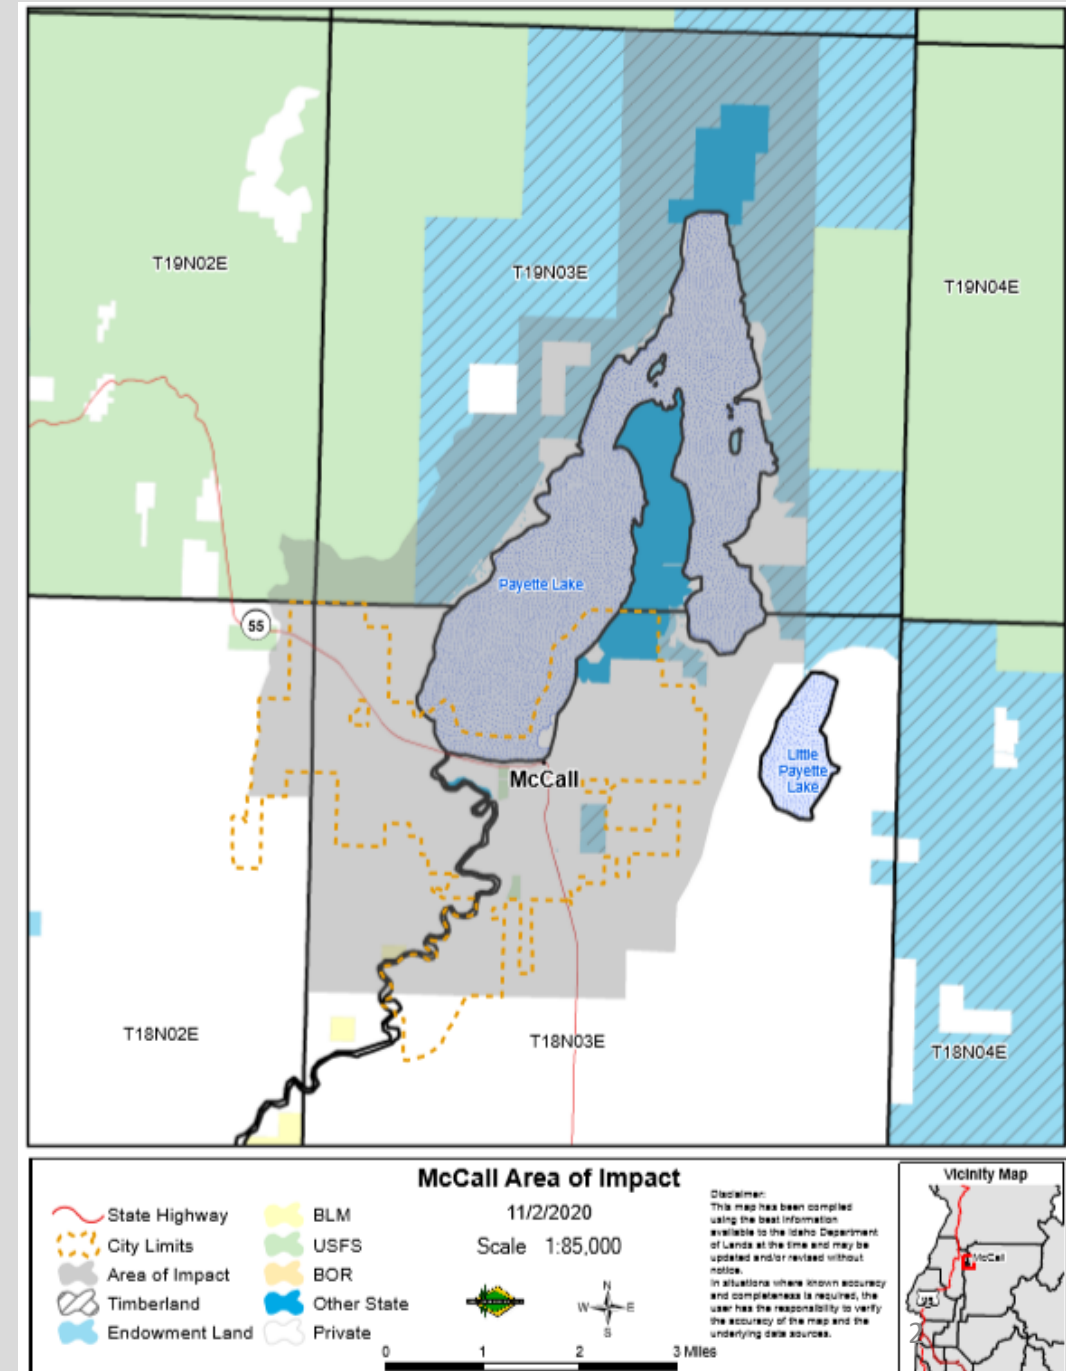 T19N02E
T19N03E
T19N04E
Payette Lake
55
Little
Payette
Lake
McCall
T18N02E
T18N03E
T18N04E
McCall Area of Impact
11/2/2020
Scale 1:85,000
State Highway
City Limits
Area of Impact
Timberland
Endowment Land
BLM
USFS
BOR
Other State
Private
N
W E
S
0 1 2 3 Miles
Disclaimer:
This map has been compiled
using the best information
available to the Idaho Department
of Lands at the time and may be
updated and/or revised without
notice.
In situations where known accuracy
and completeness is required, the
user has the responsibility to verify
the accuracy of the map and the
underlying data sources.
Vicinity Map
McCall